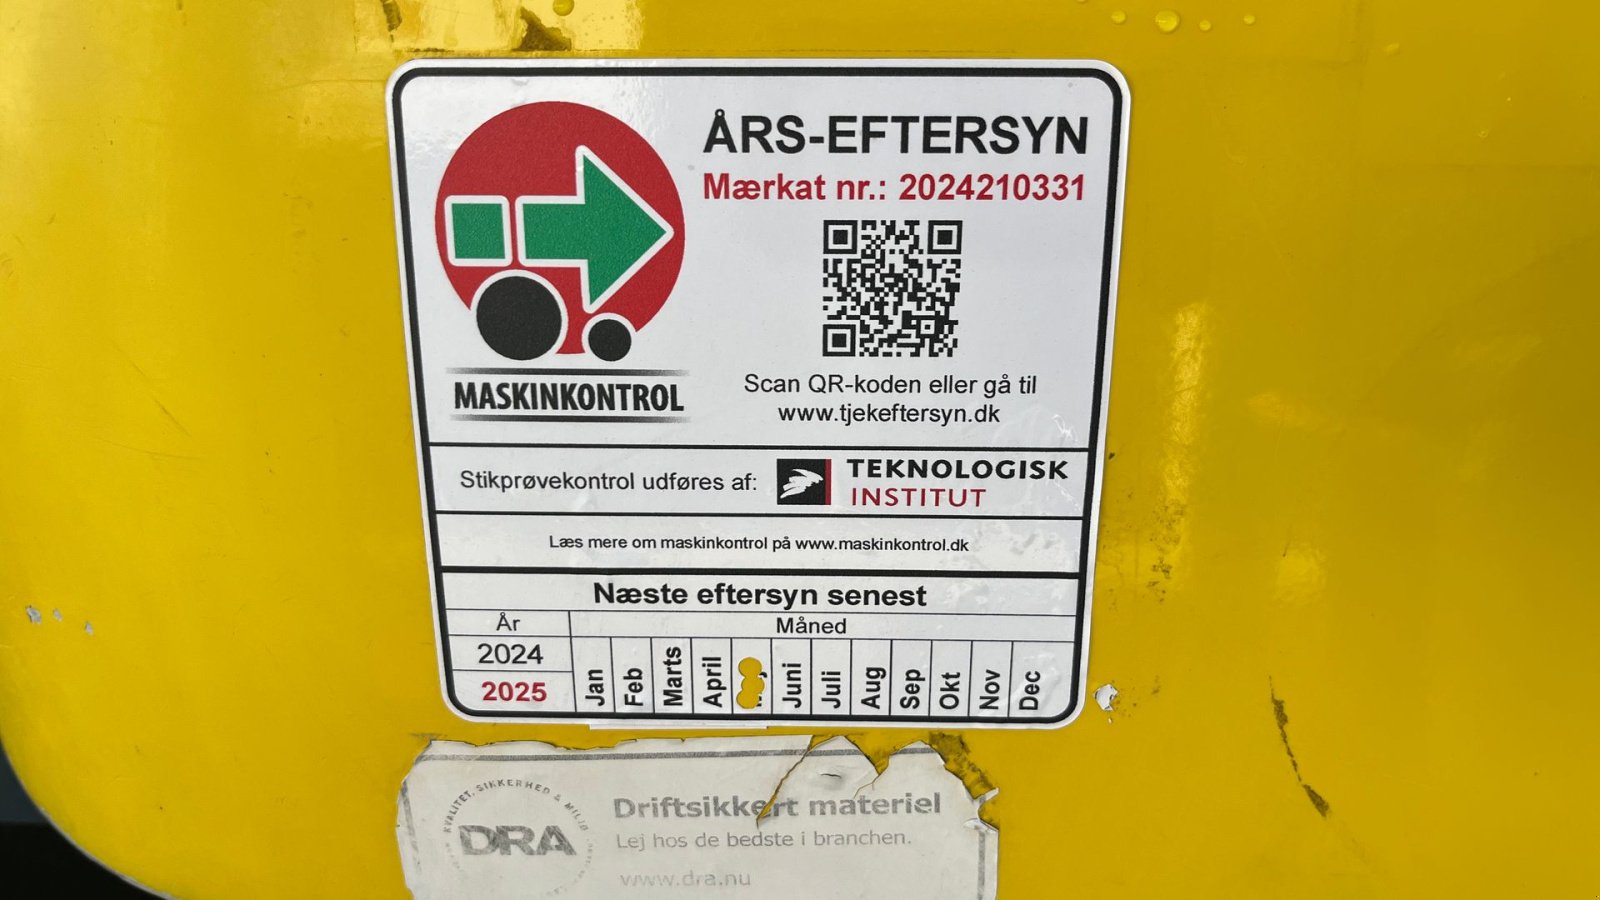 ÅRS-EFTERSYN
Mærkat nr.: 2024210331
MASKINKONTROL
Scan QR-koden eller gå til
www.tjekeftersyn.dk
Stikprøvekontrol udføres af:
TEKNOLOGISK
INSTITUT
Læs mere om maskinkontrol på www.maskinkontrol.dk
Næste eftersyn senest
År Måned
2024
2025
Jan Feb Marts April Juni Juli Aug Sep Okt Nov Dec
KVALITET, SIKKERHED & MILJØ
DRA
Driftsikkert materiel
Lej hos de bedste i branchen.
www.dra.nu